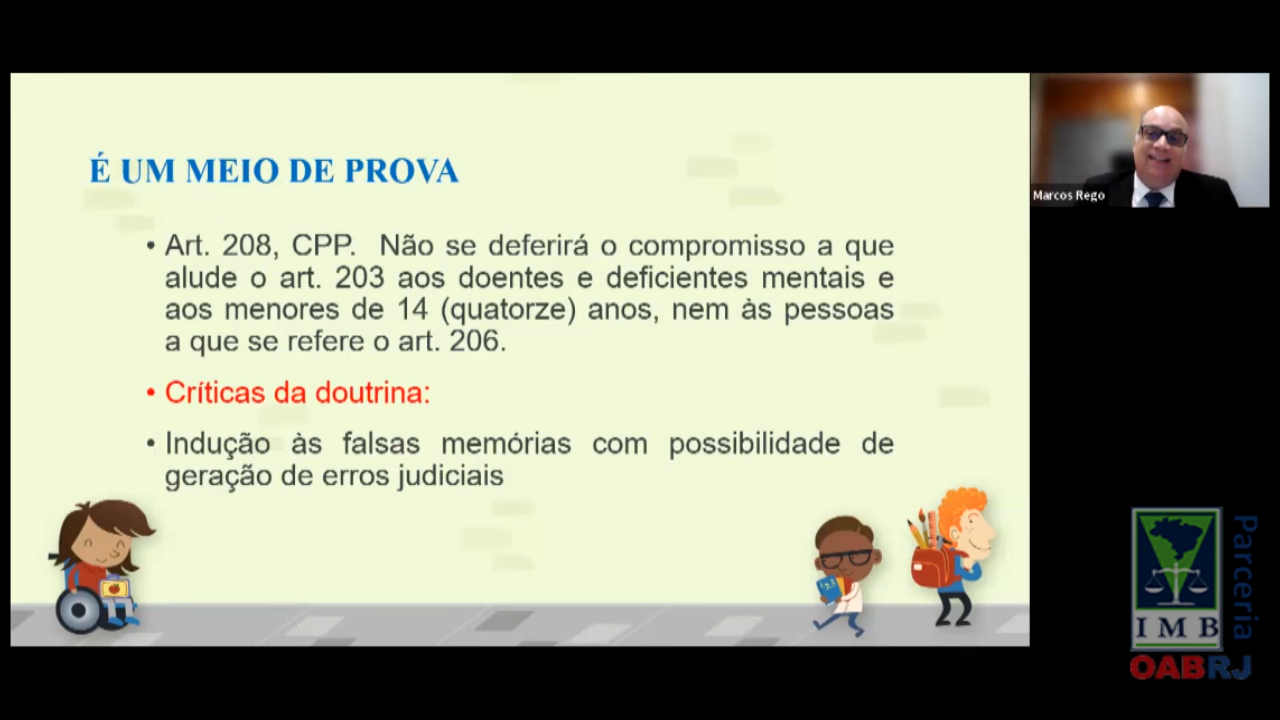 É UM MEIO DE PROVA
• Art. 208, CPP. Não se deferirá o compromisso a que
alude o art. 203 aos doentes e deficientes mentais e
aos menores de 14 (quatorze) anos, nem às pessoas
a que se refere o art. 206.
• Críticas da doutrina:
• Indução às falsas memórias com possibilidade de
geração de erros judiciais
Marcos Rego
Parceria
IMB
OABRJ